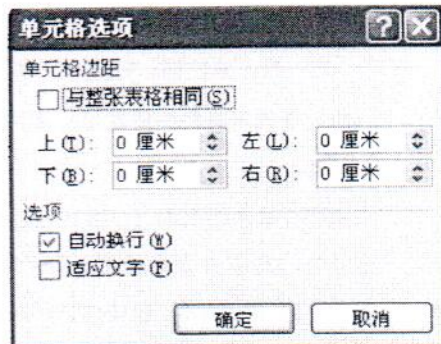 单元格选项
单元格边距
与整张表格相同(S)
上(T): 0 厘米 左(L): 0 厘米
下(B): 0 厘米 右(R): 0 厘米
选项
自动换行(W)
适应文字(F)
确定 取消